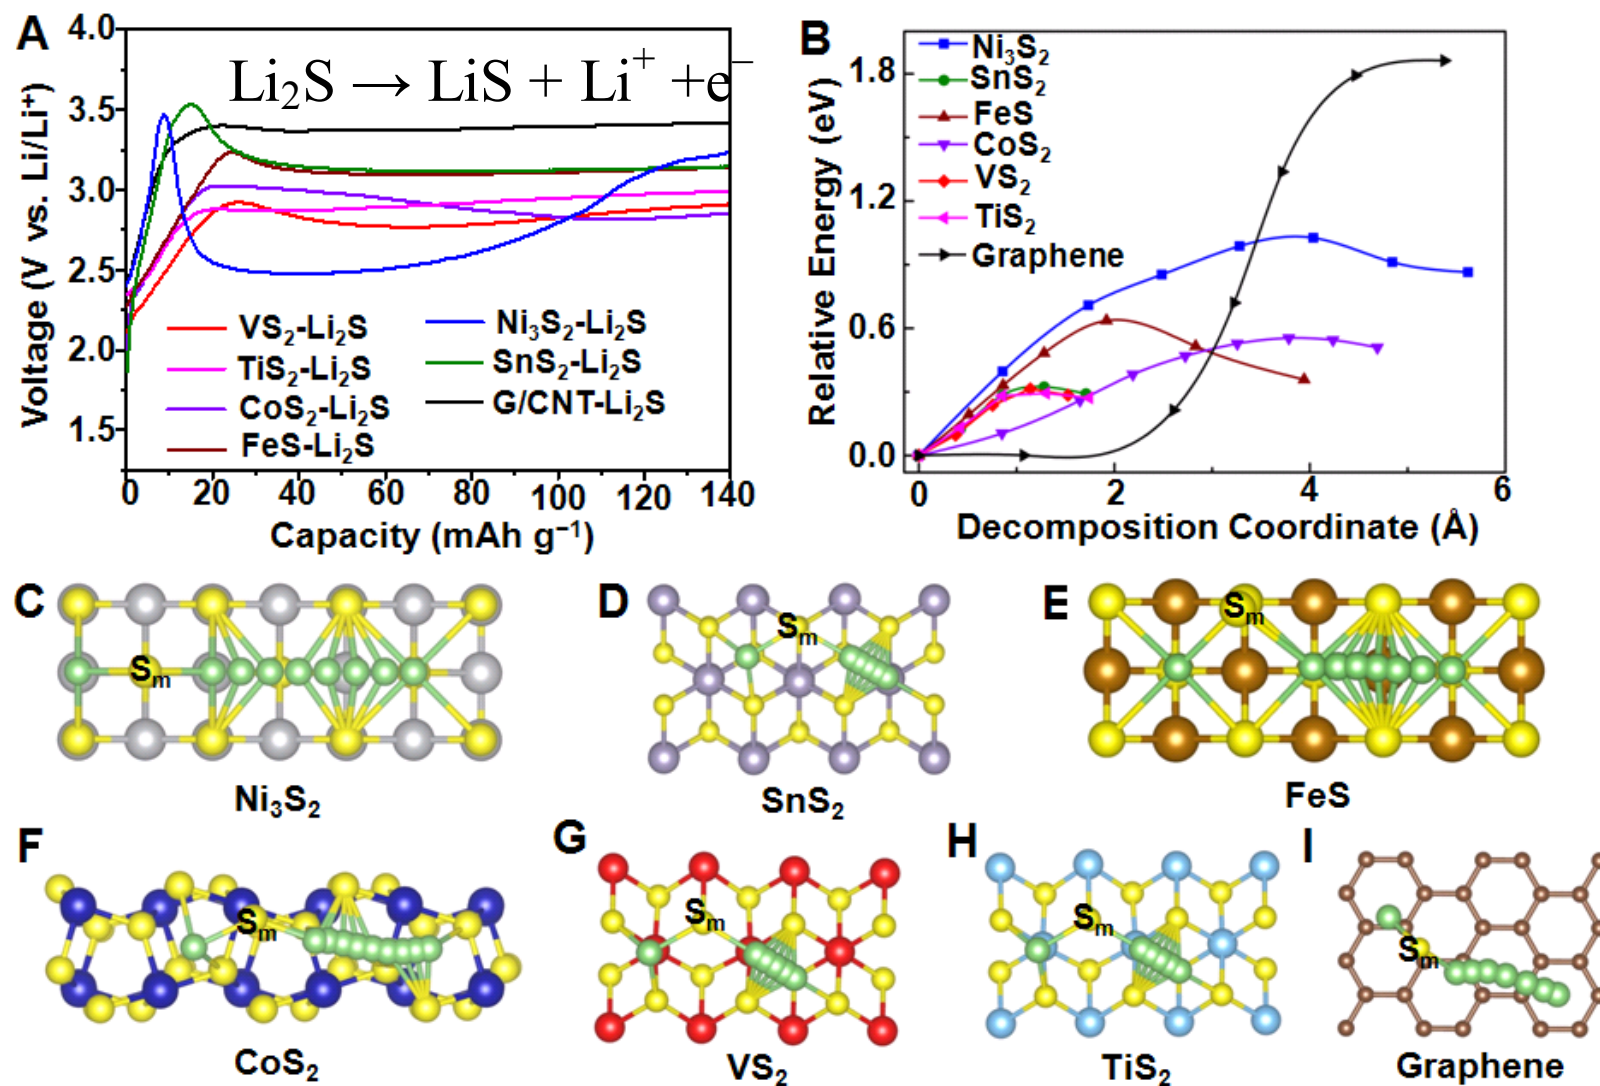 A
Li₂S → LiS + Li⁺ +e⁻
4.0
3.5
3.0
2.5
2.0
1.5
Voltage (V vs. Li/Li⁺)
VS₂-Li₂S
TiS₂-Li₂S
CoS₂-Li₂S
FeS-Li₂S
Ni₃S₂-Li₂S
SnS₂-Li₂S
G/CNT-Li₂S
0 20 40 60 80 100 120 140
Capacity (mAh g⁻¹)
B
Ni₃S₂
SnS₂
FeS
CoS₂
VS₂
TiS₂
Graphene
1.8
1.2
0.6
0.0
Relative Energy (eV)
0 2 4 6
Decomposition Coordinate (Å)
C
Sₘ
Ni₃S₂
D
Sₘ
SnS₂
E
Sₘ
FeS
F
Sₘ
CoS₂
G
Sₘ
VS₂
H
Sₘ
TiS₂
I
Sₘ
Graphene